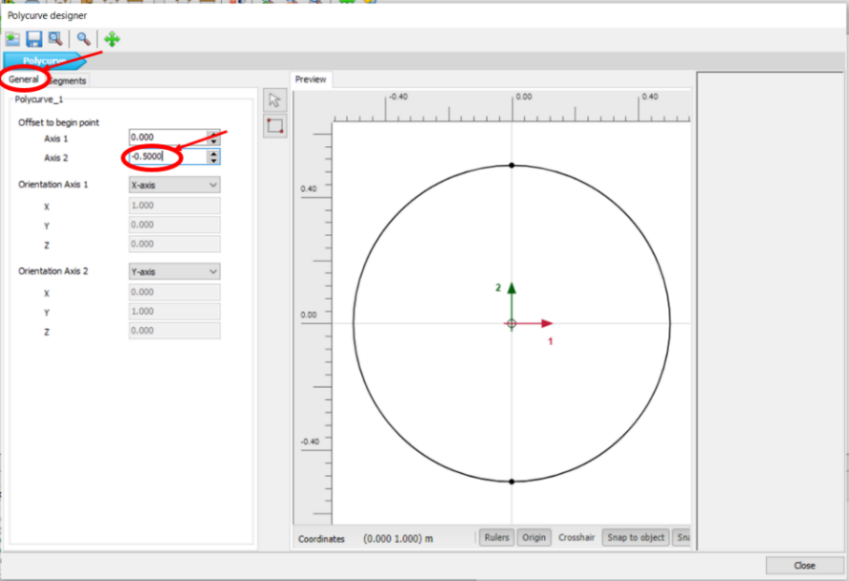 Polycurve designer
Polycurve
General
Segments
Polycurve_1
Offset to begin point
Axis 1 0.000
Axis 2 -0.5000
Orientation Axis 1 X-axis
X 1.000
Y 0.000
Z 0.000
Orientation Axis 2 Y-axis
X 0.000
Y 1.000
Z 0.000
Preview
-0.40 0.00 0.40
0.40
0.00
-0.40
2
1
Coordinates (0.000 1.000) m Rulers Origin Crosshair Snap to object Sna
Close